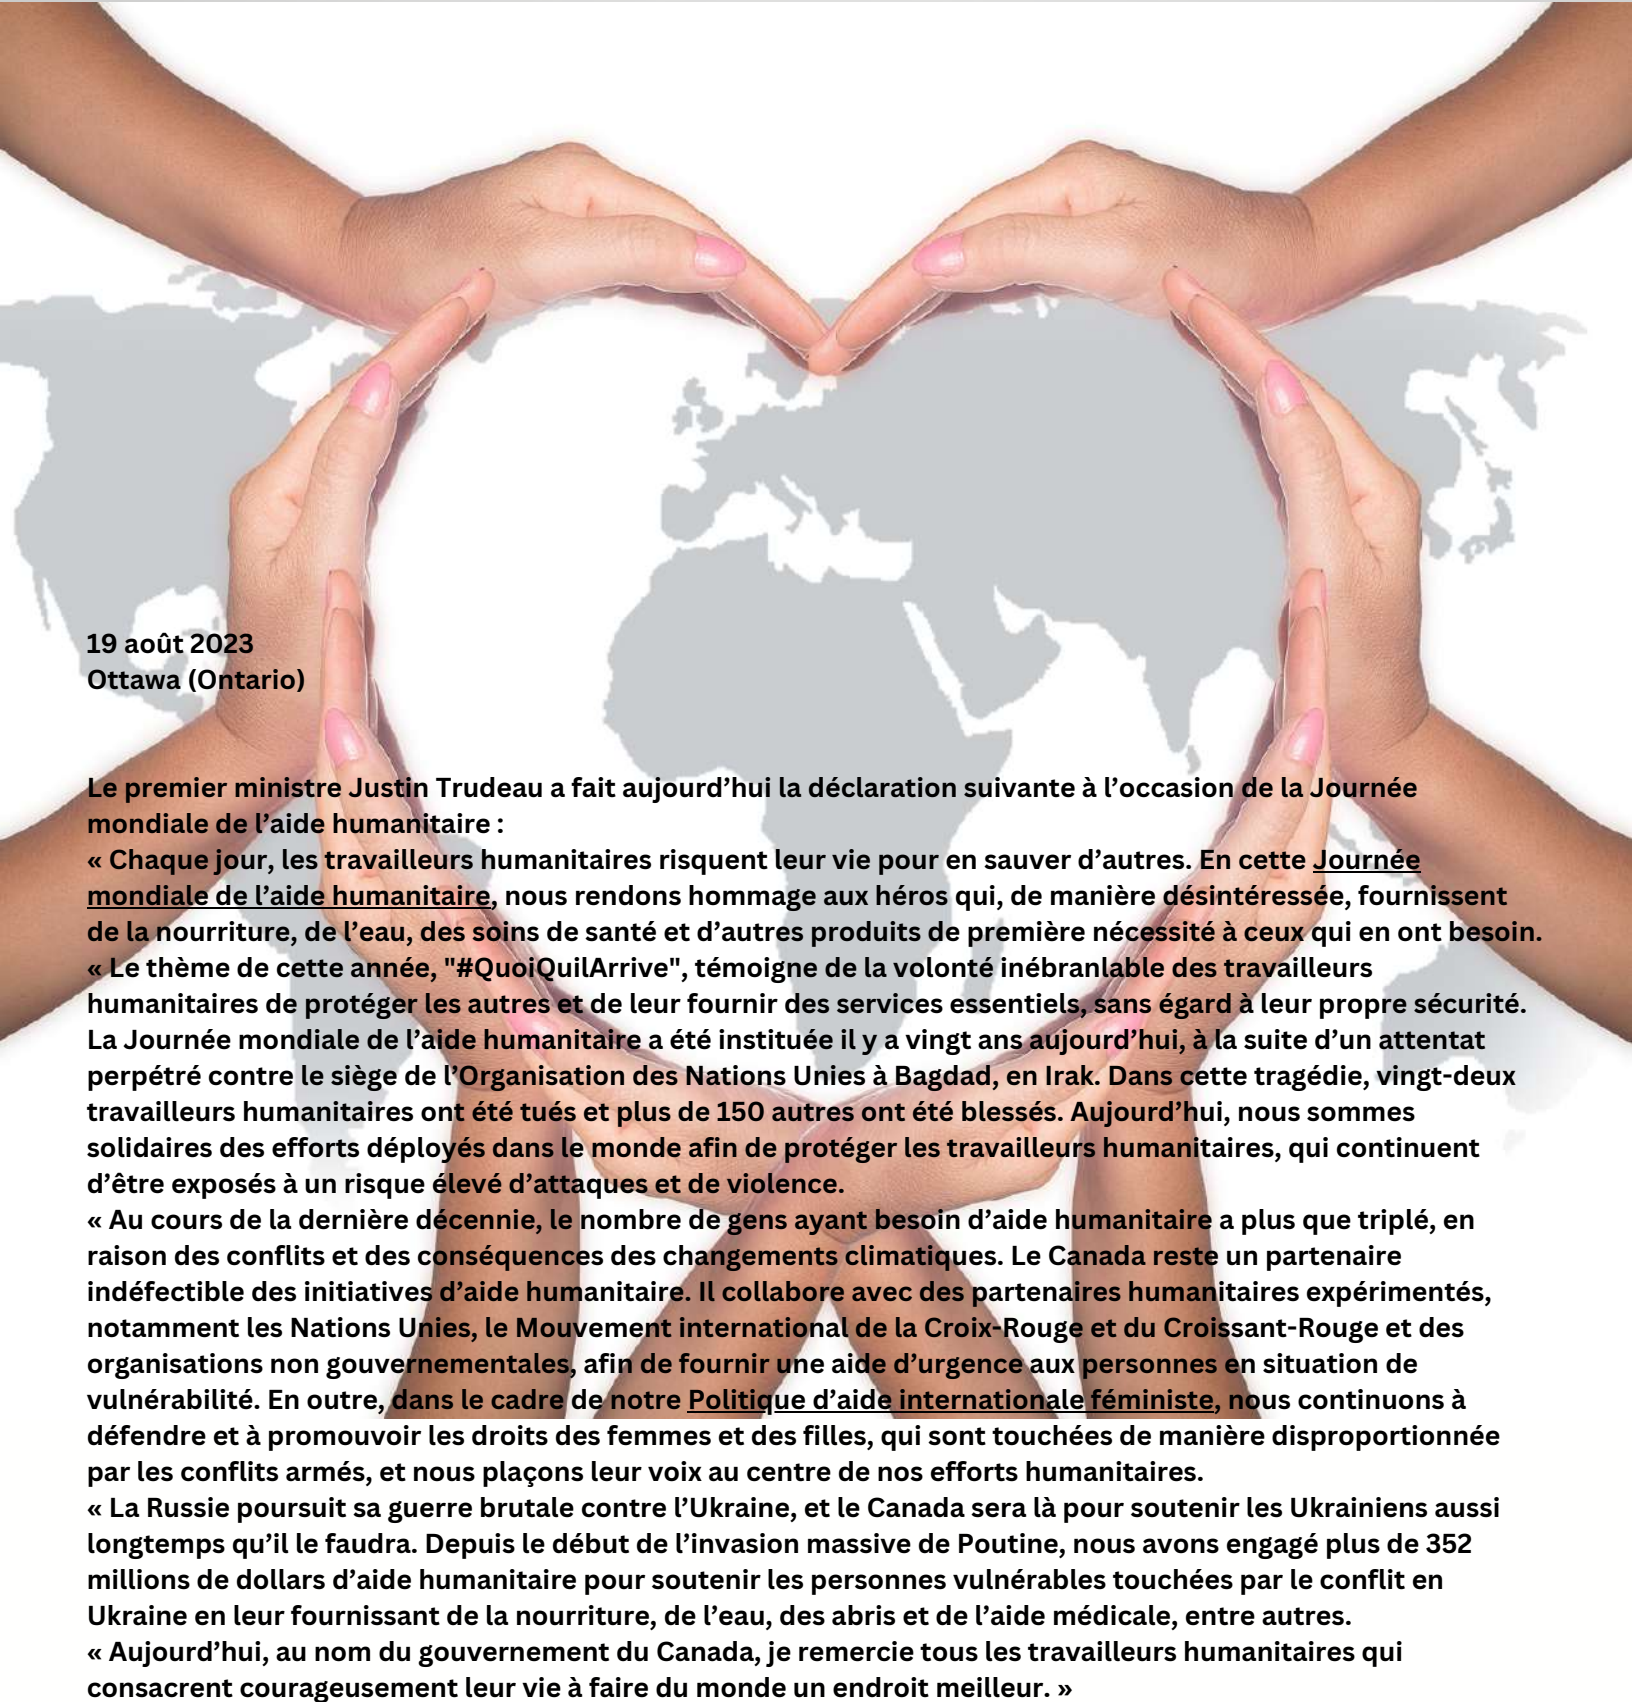 19 août 2023
Ottawa (Ontario)
Le premier ministre Justin Trudeau a fait aujourd’hui la déclaration suivante à l’occasion de la Journée
mondiale de l’aide humanitaire :
« Chaque jour, les travailleurs humanitaires risquent leur vie pour en sauver d’autres. En cette Journée
mondiale de l’aide humanitaire, nous rendons hommage aux héros qui, de manière désintéressée, fournissent
de la nourriture, de l’eau, des soins de santé et d’autres produits de première nécessité à ceux qui en ont besoin.
« Le thème de cette année, "#QuoiQuilArrive", témoigne de la volonté inébranlable des travailleurs
humanitaires de protéger les autres et de leur fournir des services essentiels, sans égard à leur propre sécurité.
La Journée mondiale de l’aide humanitaire a été instituée il y a vingt ans aujourd’hui, à la suite d’un attentat
perpétré contre le siège de l’Organisation des Nations Unies à Bagdad, en Irak. Dans cette tragédie, vingt-deux
travailleurs humanitaires ont été tués et plus de 150 autres ont été blessés. Aujourd’hui, nous sommes
solidaires des efforts déployés dans le monde afin de protéger les travailleurs humanitaires, qui continuent
d’être exposés à un risque élevé d’attaques et de violence.
« Au cours de la dernière décennie, le nombre de gens ayant besoin d’aide humanitaire a plus que triplé, en
raison des conflits et des conséquences des changements climatiques. Le Canada reste un partenaire
indéfectible des initiatives d’aide humanitaire. Il collabore avec des partenaires humanitaires expérimentés,
notamment les Nations Unies, le Mouvement international de la Croix-Rouge et du Croissant-Rouge et des
organisations non gouvernementales, afin de fournir une aide d’urgence aux personnes en situation de
vulnérabilité. En outre, dans le cadre de notre Politique d’aide internationale féministe, nous continuons à
défendre et à promouvoir les droits des femmes et des filles, qui sont touchées de manière disproportionnée
par les conflits armés, et nous plaçons leur voix au centre de nos efforts humanitaires.
« La Russie poursuit sa guerre brutale contre l’Ukraine, et le Canada sera là pour soutenir les Ukrainiens aussi
longtemps qu’il le faudra. Depuis le début de l’invasion massive de Poutine, nous avons engagé plus de 352
millions de dollars d’aide humanitaire pour soutenir les personnes vulnérables touchées par le conflit en
Ukraine en leur fournissant de la nourriture, de l’eau, des abris et de l’aide médicale, entre autres.
« Aujourd’hui, au nom du gouvernement du Canada, je remercie tous les travailleurs humanitaires qui
consacrent courageusement leur vie à faire du monde un endroit meilleur. »